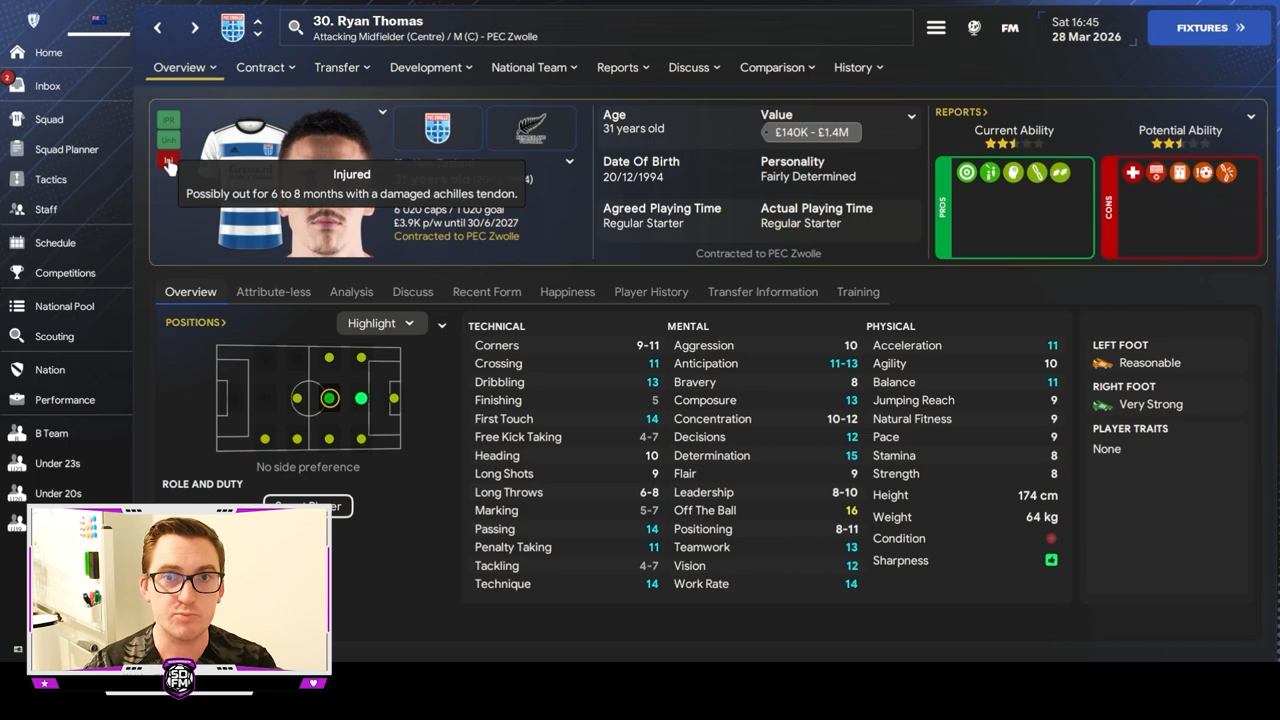 30. Ryan Thomas
Attacking Midfielder (Centre) / M (C) - PEC Zwolle
FM
Sat 16:45
28 Mar 2026
FIXTURES
Home
2
Inbox
Squad
Squad Planner
Tactics
Staff
Schedule
Competitions
National Pool
Scouting
Nation
Performance
B Team
Under 23s
Under 20s
Overview
Contract
Transfer
Development
National Team
Reports
Discuss
Comparison
History
IPR
Unh
Inj
Injured
Possibly out for 6 to 8 months with a damaged achilles tendon.
6 U20 caps / 1 U20 goal
£3.9K p/w until 30/6/2027
Contracted to PEC Zwolle
Age
31 years old
Value
£140K - £1.4M
Date Of Birth
20/12/1994
Personality
Fairly Determined
Agreed Playing Time
Regular Starter
Actual Playing Time
Regular Starter
Contracted to PEC Zwolle
REPORTS>
Current Ability
Potential Ability
PROS
CONS
Overview
Attribute-less
Analysis
Discuss
Recent Form
Happiness
Player History
Transfer Information
Training
POSITIONS>
Highlight
No side preference
ROLE AND DUTY
TECHNICAL
Corners 9-11
Crossing 11
Dribbling 13
Finishing 5
First Touch 14
Free Kick Taking 4-7
Heading 10
Long Shots 9
Long Throws 6-8
Marking 5-7
Passing 14
Penalty Taking 11
Tackling 4-7
Technique 14
MENTAL
Aggression 10
Anticipation 11-13
Bravery 8
Composure 13
Concentration 10-12
Decisions 12
Determination 15
Flair 9
Leadership 8-10
Off The Ball 16
Positioning 8-11
Teamwork 13
Vision 12
Work Rate 14
PHYSICAL
Acceleration 11
Agility 10
Balance 11
Jumping Reach 9
Natural Fitness 9
Pace 9
Stamina 8
Strength 8
Height 174 cm
Weight 64 kg
Condition
Sharpness
LEFT FOOT
Reasonable
RIGHT FOOT
Very Strong
PLAYER TRAITS
None
SD
FM